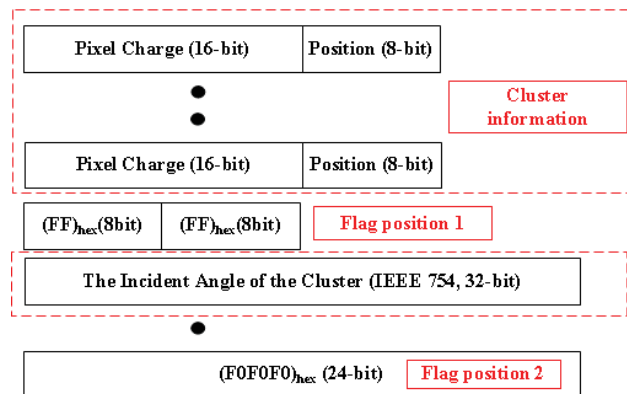 Pixel Charge (16-bit) Position (8-bit)
Cluster information
Pixel Charge (16-bit) Position (8-bit)
(FF)hex(8bit) (FF)hex(8bit) Flag position 1
The Incident Angle of the Cluster (IEEE 754, 32-bit)
(F0F0F0)hex (24-bit) Flag position 2